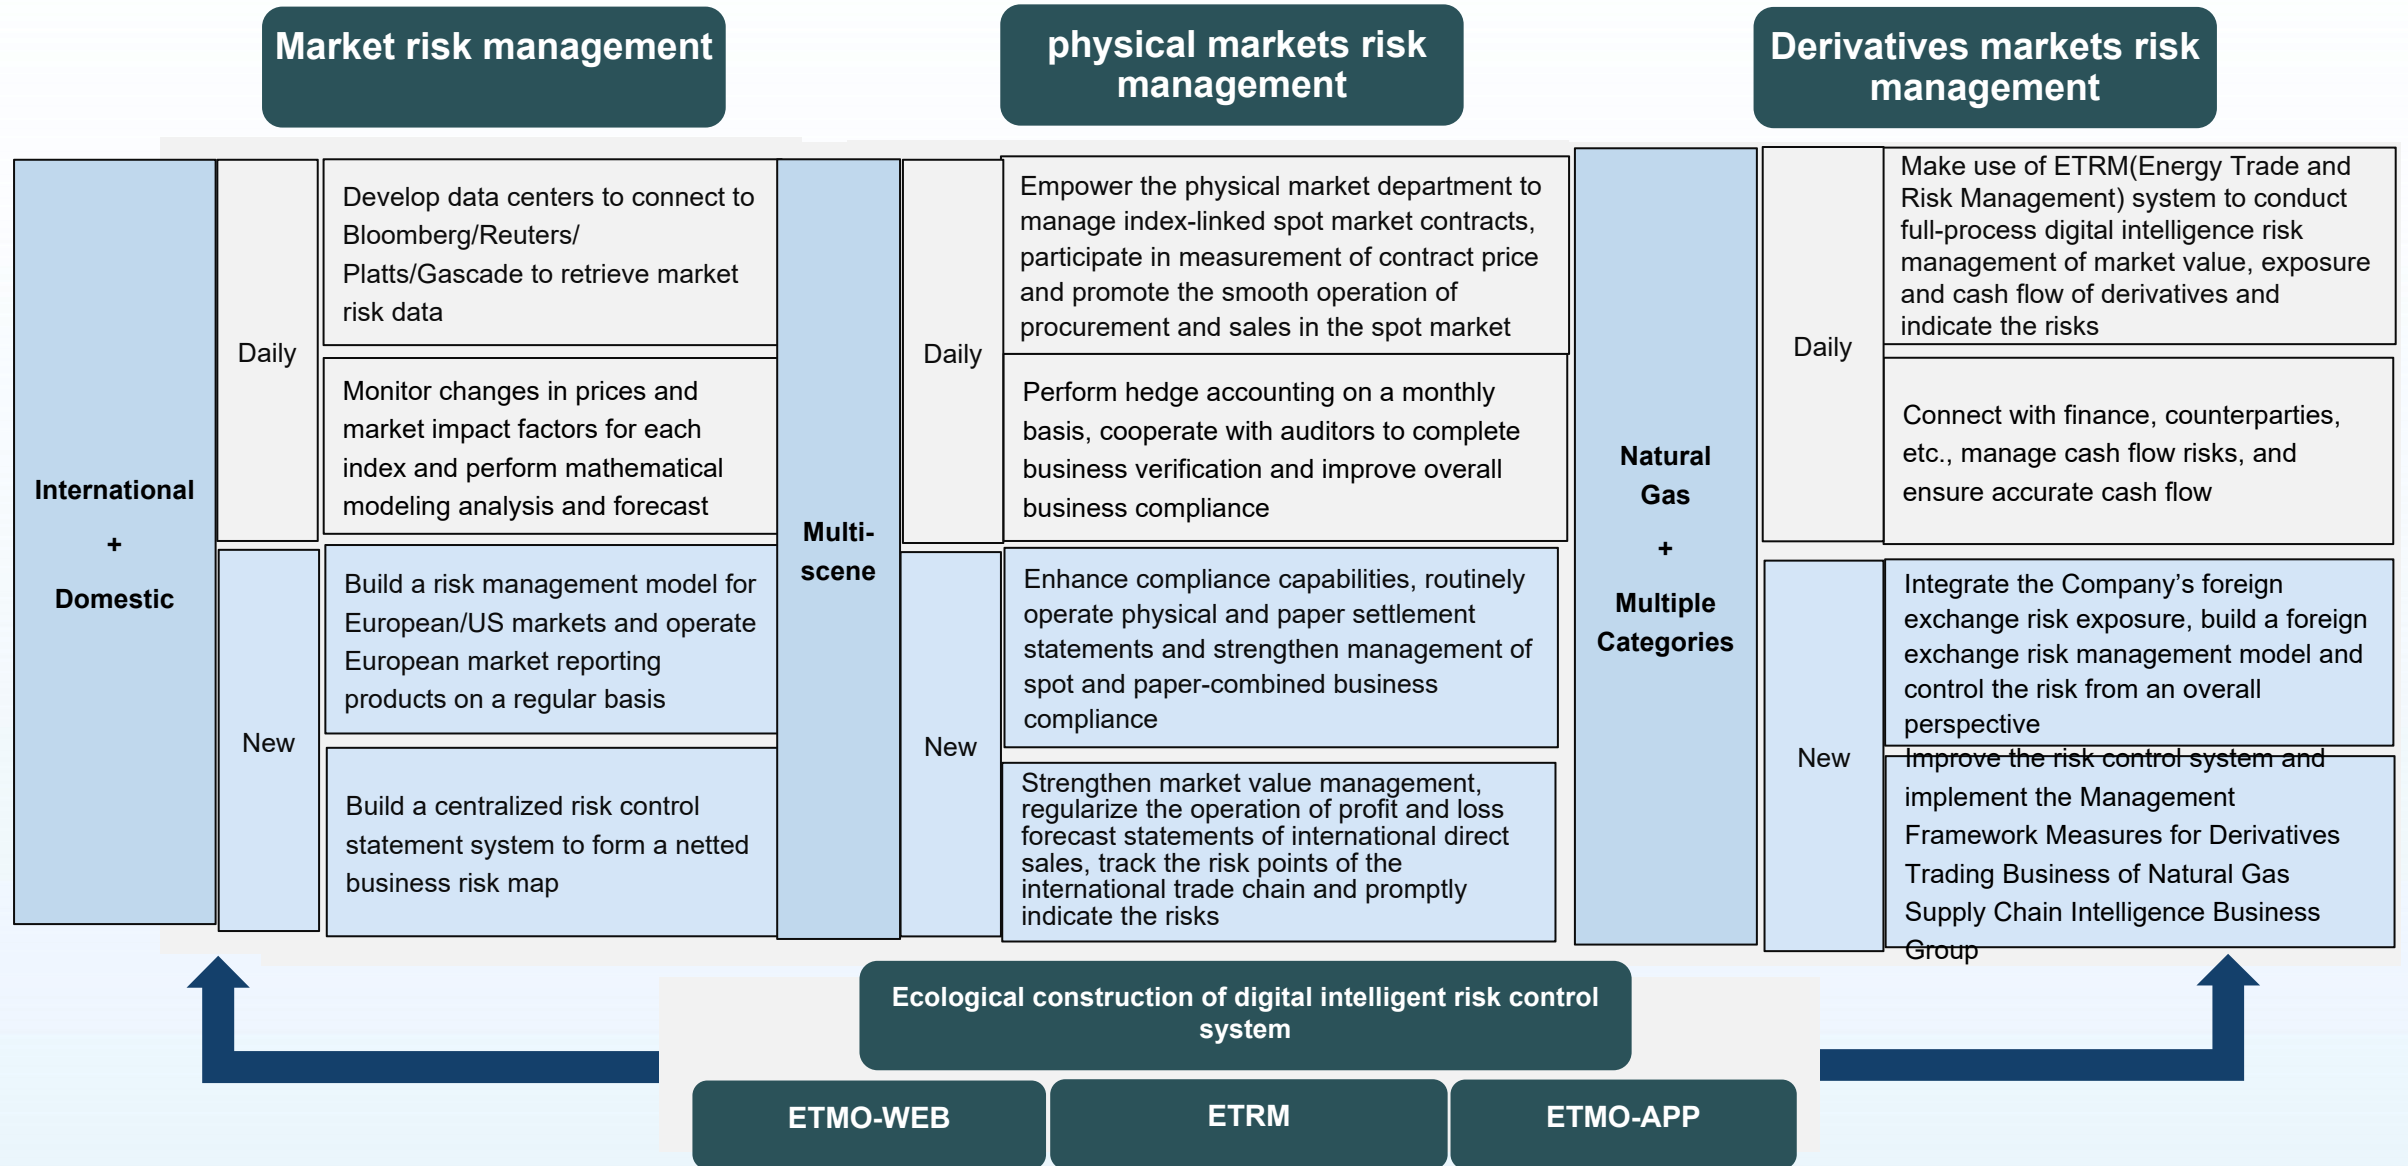 Market risk management
physical markets risk
management
Derivatives markets risk
management
International
+
Domestic
Daily
Develop data centers to connect to
Bloomberg/Reuters/
Platts/Gascade to retrieve market
risk data
Monitor changes in prices and
market impact factors for each
index and perform mathematical
modeling analysis and forecast
New
Build a risk management model for
European/US markets and operate
European market reporting
products on a regular basis
Build a centralized risk control
statement system to form a netted
business risk map
Multi-
scene
Daily
Empower the physical market department to
manage index-linked spot market contracts,
participate in measurement of contract price
and promote the smooth operation of
procurement and sales in the spot market
Perform hedge accounting on a monthly
basis, cooperate with auditors to complete
business verification and improve overall
business compliance
New
Enhance compliance capabilities, routinely
operate physical and paper settlement
statements and strengthen management of
spot and paper-combined business
compliance
Strengthen market value management,
regularize the operation of profit and loss
forecast statements of international direct
sales, track the risk points of the
international trade chain and promptly
indicate the risks
Natural
Gas
+
Multiple
Categories
Daily
Make use of ETRM(Energy Trade and
Risk Management) system to conduct
full-process digital intelligence risk
management of market value, exposure
and cash flow of derivatives and
indicate the risks
Connect with finance, counterparties,
etc., manage cash flow risks, and
ensure accurate cash flow
New
Integrate the Company’s foreign
exchange risk exposure, build a foreign
exchange risk management model and
control the risk from an overall
perspective
Improve the risk control system and
implement the Management
Framework Measures for Derivatives
Trading Business of Natural Gas
Supply Chain Intelligence Business
Group
Ecological construction of digital intelligent risk control
system
ETMO-WEB
ETRM
ETMO-APP